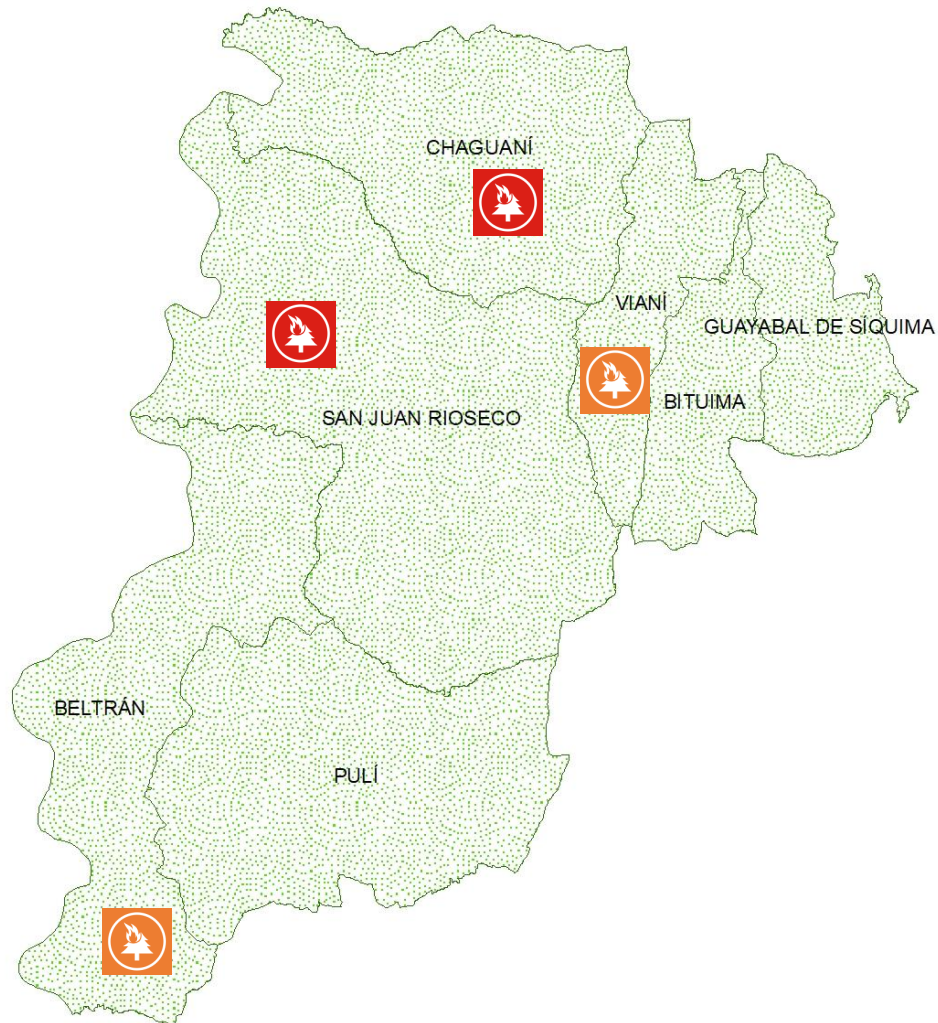 CHAGUANÍ
VIANÍ
GUAYABAL DE SÍQUIMA
BITUIMA
SAN JUAN RIOSECO
BELTRÁN
PULÍ